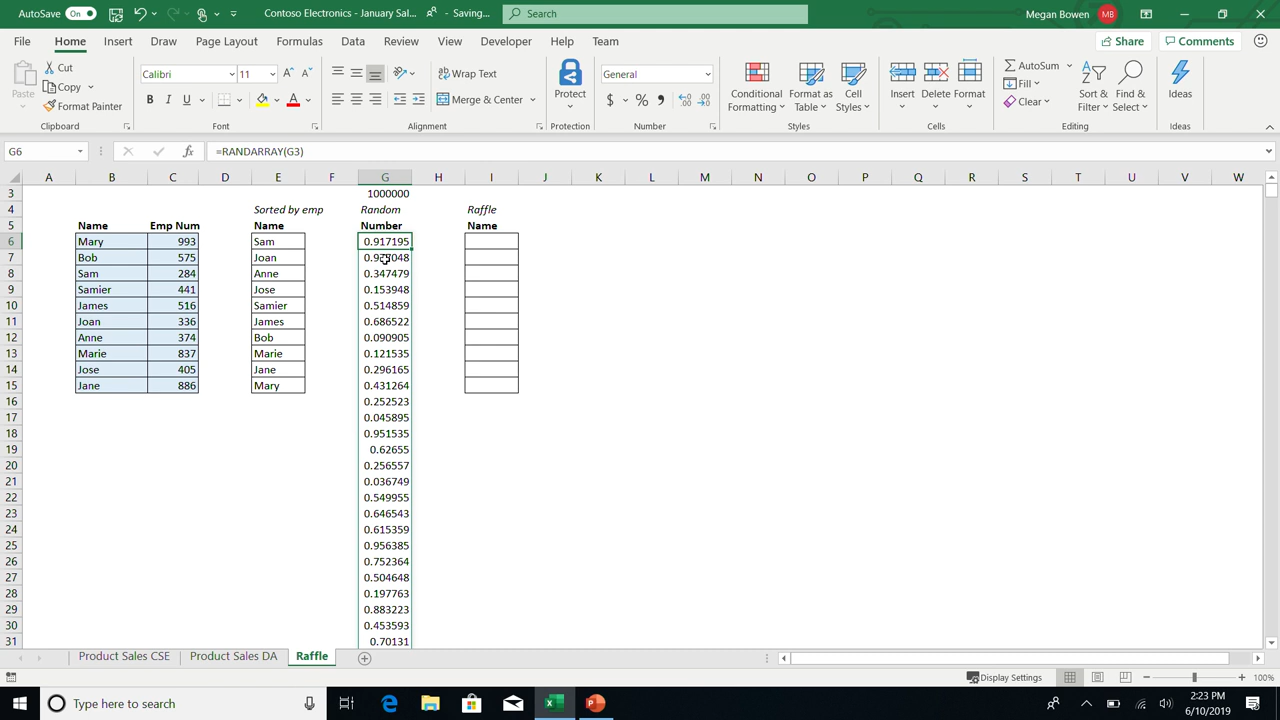 AutoSave On Contoso Electronics - January Sal... - Saving... Search Megan Bowen MB
File Home Insert Draw Page Layout Formulas Data Review View Developer Help Team Share Comments
Paste Cut Copy Format Painter
Clipboard
Calibri 11 B I U A
Font
Wrap Text
Merge & Center
Alignment
Protect
Protection
General
$ % ,
Number
Conditional Formatting Format as Table Cell Styles
Styles
Insert Delete Format
Cells
AutoSum Fill Clear Sort & Filter Find & Select
Editing
Ideas
Ideas
G6 fx =RANDARRAY(G3)
A B C D E F G H I J K L M N O P Q R S T U V W
3 1000000
4 Sorted by emp Random Raffle
5 Name Emp Num Name Number Name
6 Mary 993 Sam 0.917195
7 Bob 575 Joan
8 Sam 284 Anne 0.347479
9 Samier 441 Jose 0.153948
10 James 516 Samier 0.514859
11 Joan 336 James 0.686522
12 Anne 374 Bob 0.090905
13 Marie 837 Marie 0.121535
14 Jose 405 Jane 0.296165
15 Jane 886 Mary 0.431264
16 0.252523
17 0.045895
18 0.951535
19 0.62655
20 0.256557
21 0.036749
22 0.549955
23 0.646543
24 0.615359
25 0.956385
26 0.752364
27 0.504648
28 0.197763
29 0.883223
30 0.453593
31 0.70131
Product Sales CSE Product Sales DA Raffle
Display Settings 100%
Type here to search 2:23 PM
6/10/2019